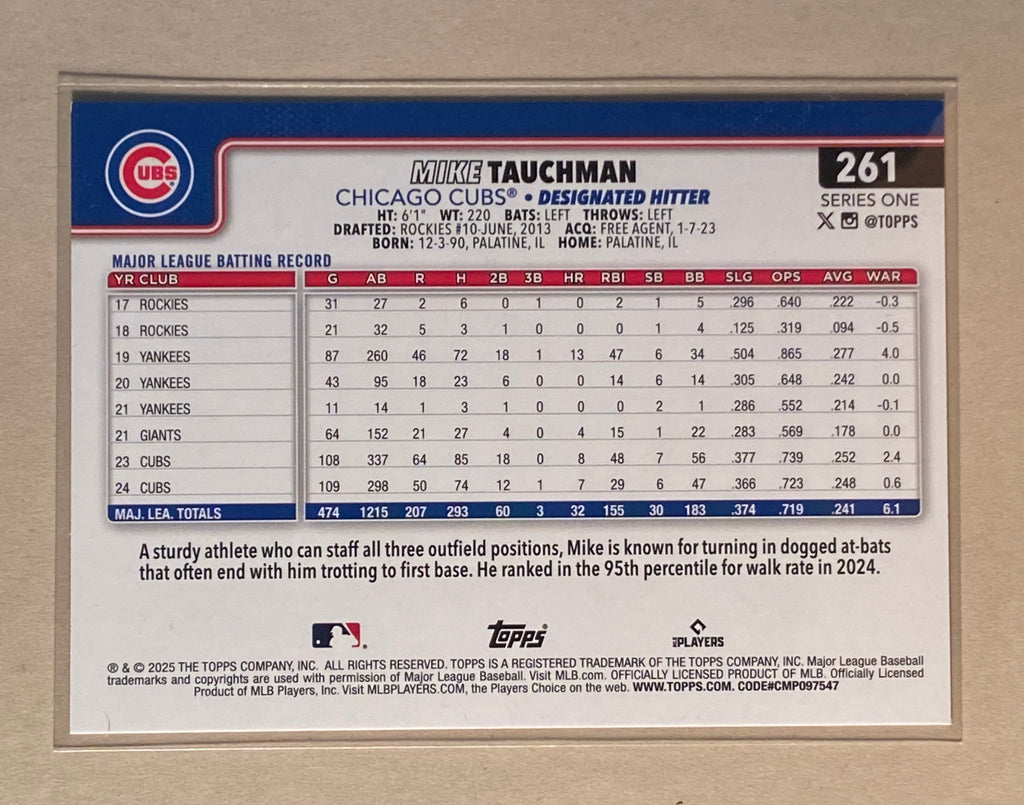 CUBS
MIKE TAUCHMAN
261
CHICAGO CUBS® • DESIGNATED HITTER
SERIES ONE
HT: 6'1" WT: 220 BATS: LEFT THROWS: LEFT
@TOPPS
DRAFTED: ROCKIES #10-JUNE, 2013 ACQ: FREE AGENT, 1-7-23
BORN: 12-3-90, PALATINE, IL HOME: PALATINE, IL
MAJOR LEAGUE BATTING RECORD
YR CLUB G AB R H 2B 3B HR RBI SB BB SLG OPS AVG WAR
17 ROCKIES 31 27 2 6 0 1 0 2 1 5 .296 .640 .222 -0.3
18 ROCKIES 21 32 5 3 1 0 0 0 1 4 .125 .319 .094 -0.5
19 YANKEES 87 260 46 72 18 1 13 47 6 34 .504 .865 .277 4.0
20 YANKEES 43 95 18 23 6 0 0 14 6 14 .305 .648 .242 0.0
21 YANKEES 11 14 1 3 1 0 0 0 2 1 .286 .552 .214 -0.1
21 GIANTS 64 152 21 27 4 0 4 15 1 22 .283 .569 .178 0.0
23 CUBS 108 337 64 85 18 0 8 48 7 56 .377 .739 .252 2.4
24 CUBS 109 298 50 74 12 1 7 29 6 47 .366 .723 .248 0.6
MAJ. LEA. TOTALS 474 1215 207 293 60 3 32 155 30 183 .374 .719 .241 6.1
A sturdy athlete who can staff all three outfield positions, Mike is known for turning in dogged at-bats
that often end with him trotting to first base. He ranked in the 95th percentile for walk rate in 2024.
Topps
MLB PLAYERS
® & © 2025 THE TOPPS COMPANY, INC. ALL RIGHTS RESERVED. TOPPS IS A REGISTERED TRADEMARK OF THE TOPPS COMPANY, INC. Major League Baseball
trademarks and copyrights are used with permission of Major League Baseball. Visit MLB.com. OFFICIALLY LICENSED PRODUCT OF MLB. Officially Licensed
Product of MLB Players, Inc. Visit MLBPLAYERS.COM, the Players Choice on the web. WWW.TOPPS.COM. CODE#CMP097547